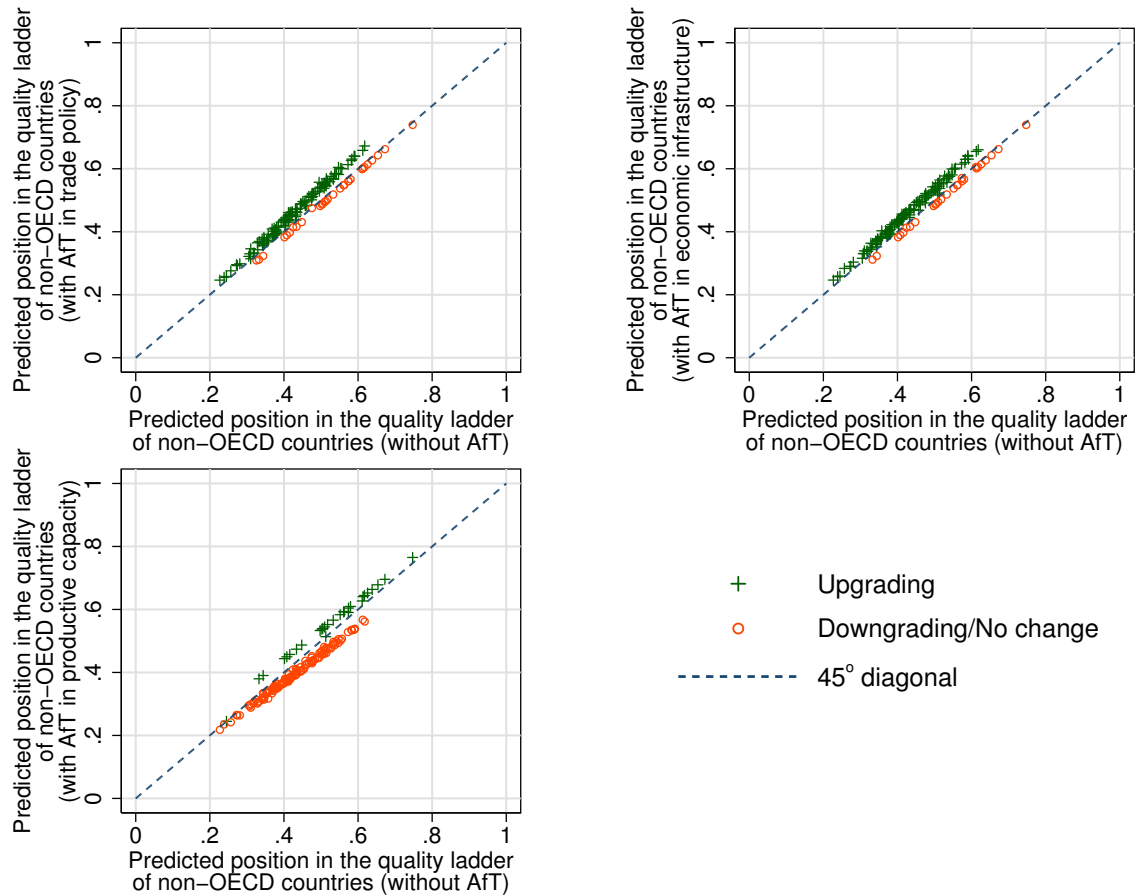 Predicted position in the quality ladder
of non−OECD countries
(with AfT in trade policy)
1
.8
.6
.4
.2
0
0 .2 .4 .6 .8 1
Predicted position in the quality ladder
of non−OECD countries (without AfT)
Predicted position in the quality ladder
of non−OECD countries
(with AfT in economic infrastructure)
1
.8
.6
.4
.2
0
0 .2 .4 .6 .8 1
Predicted position in the quality ladder
of non−OECD countries (without AfT)
Predicted position in the quality ladder
of non−OECD countries
(with AfT in productive capacity)
1
.8
.6
.4
.2
0
0 .2 .4 .6 .8 1
Predicted position in the quality ladder
of non−OECD countries (without AfT)
Upgrading
Downgrading/No change
45° diagonal